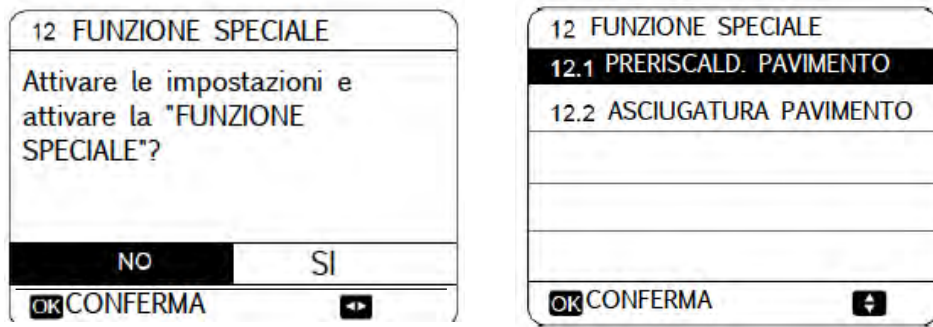 12 FUNZIONE SPECIALE
Attivare le impostazioni e
attivare la "FUNZIONE
SPECIALE"?
NO SI
OK CONFERMA
12 FUNZIONE SPECIALE
12.1 PRERISCALD. PAVIMENTO
12.2 ASCIUGATURA PAVIMENTO
OK CONFERMA